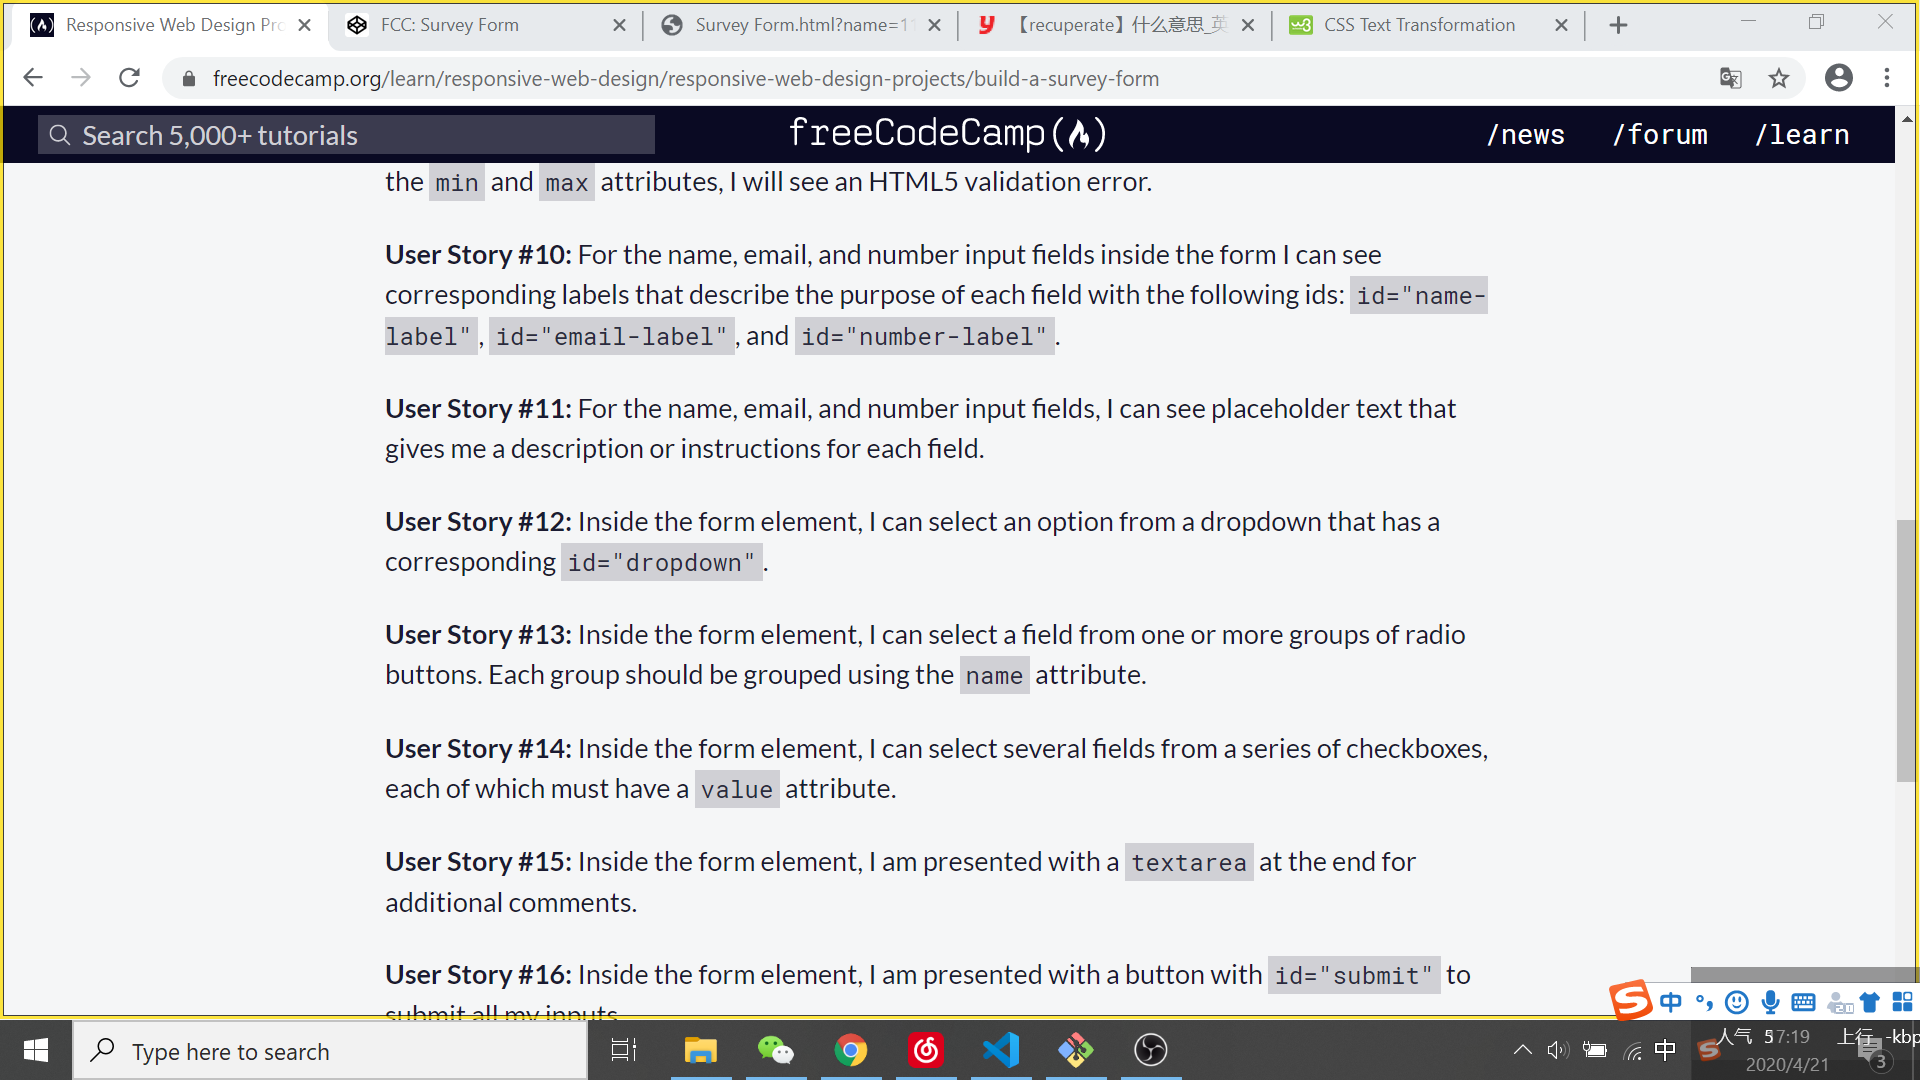 Responsive Web Design Pro
FCC: Survey Form
Survey Form.html?name=11
【recuperate】什么意思_英
CSS Text Transformation
freecodecamp.org/learn/responsive-web-design/responsive-web-design-projects/build-a-survey-form
Search 5,000+ tutorials
freeCodeCamp
/news
/forum
/learn
the min and max attributes, I will see an HTML5 validation error.
User Story #10: For the name, email, and number input fields inside the form I can see
corresponding labels that describe the purpose of each field with the following ids: id="name-
label", id="email-label", and id="number-label".
User Story #11: For the name, email, and number input fields, I can see placeholder text that
gives me a description or instructions for each field.
User Story #12: Inside the form element, I can select an option from a dropdown that has a
corresponding id="dropdown".
User Story #13: Inside the form element, I can select a field from one or more groups of radio
buttons. Each group should be grouped using the name attribute.
User Story #14: Inside the form element, I can select several fields from a series of checkboxes,
each of which must have a value attribute.
User Story #15: Inside the form element, I am presented with a textarea at the end for
additional comments.
User Story #16: Inside the form element, I am presented with a button with id="submit" to
submit all my inputs
中
Type here to search
中
人气
:19
上行
-kbp
2020/4/21
3